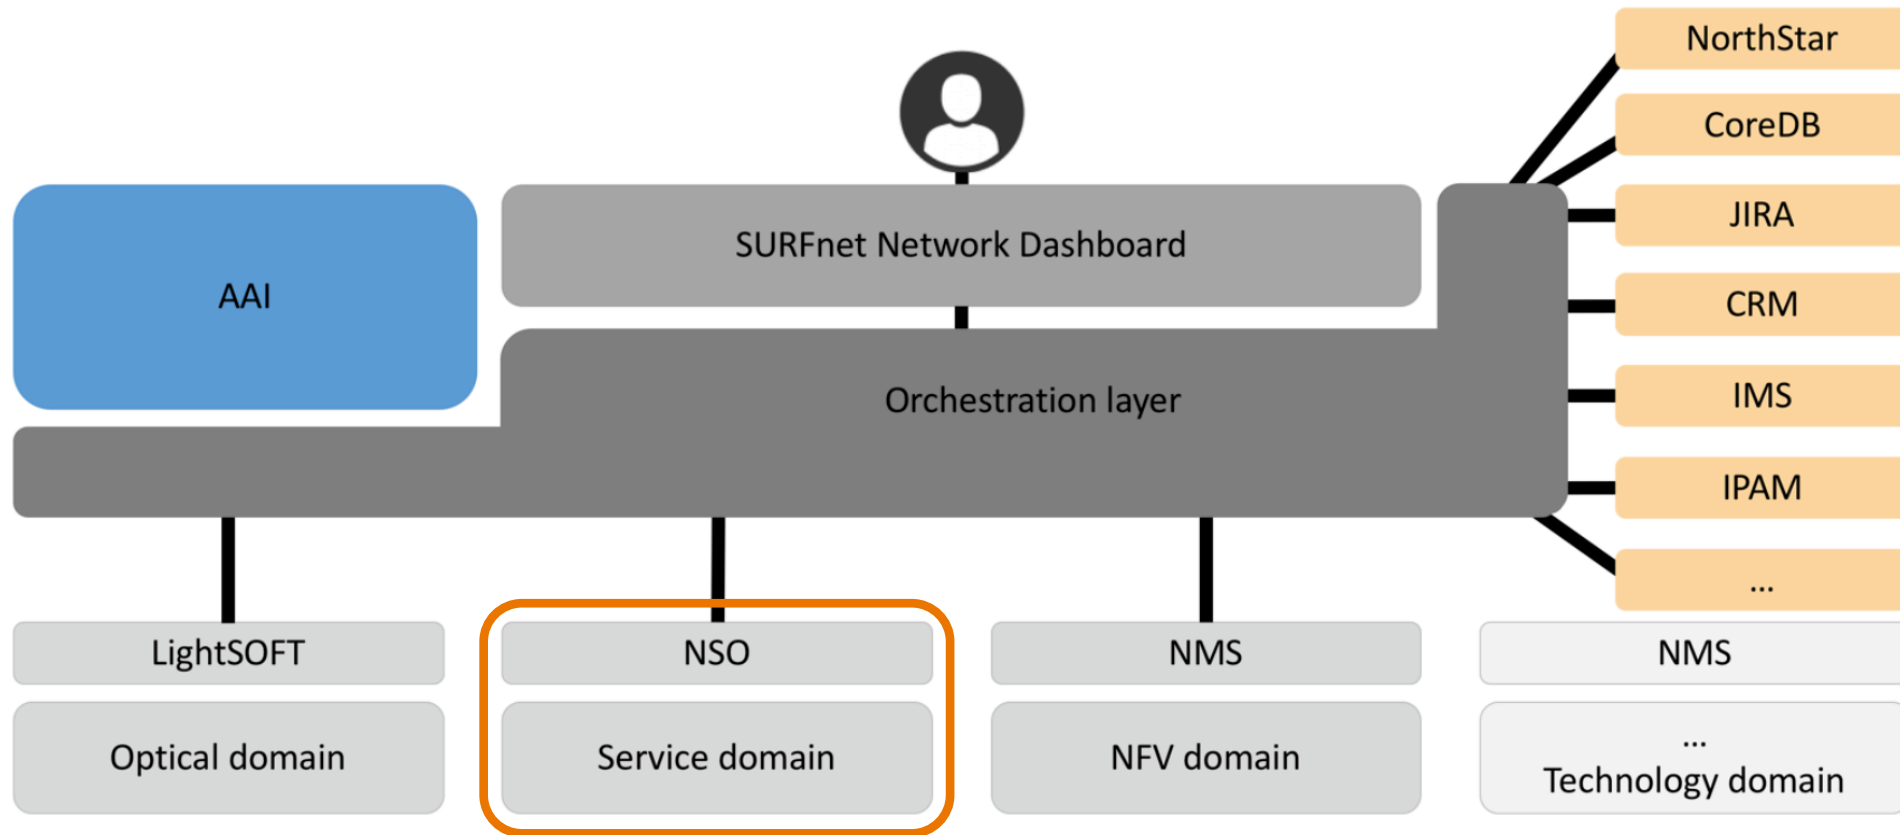 NorthStar
CoreDB
JIRA
CRM
IMS
IPAM
...
AAI
SURFnet Network Dashboard
Orchestration layer
LightSOFT
NSO
NMS
NMS
Optical domain
Service domain
NFV domain
...
Technology domain